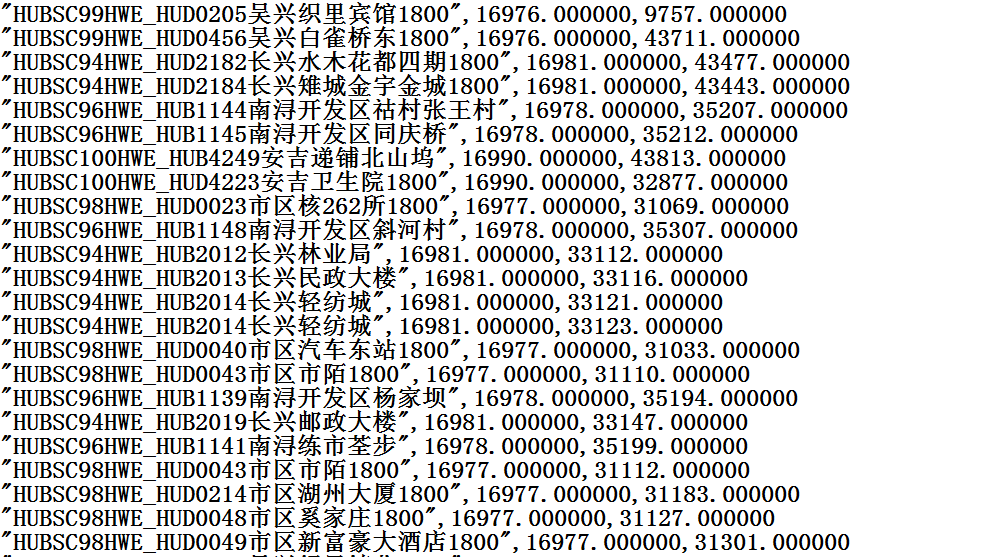 "HUBSC99HWE_HUD0205吴兴织里宾馆1800",16976.000000,9757.000000
"HUBSC99HWE_HUD0456吴兴白雀桥东1800",16976.000000,43711.000000
"HUBSC94HWE_HUD2182长兴水木花都四期1800",16981.000000,43477.000000
"HUBSC94HWE_HUD2184长兴雉城金字金城1800",16981.000000,43443.000000
"HUBSC96HWE_HUB1144南浔开发区祜村张王村",16978.000000,35207.000000
"HUBSC96HWE_HUB1145南浔开发区同庆桥",16978.000000,35212.000000
"HUBSC100HWE_HUB4249安吉递铺北山坞",16990.000000,43813.000000
"HUBSC100HWE_HUD4223安吉卫生院1800",16990.000000,32877.000000
"HUBSC98HWE_HUD0023市区核262所1800",16977.000000,31069.000000
"HUBSC96HWE_HUB1148南浔开发区斜河村",16978.000000,35307.000000
"HUBSC94HWE_HUB2012长兴林业局",16981.000000,33112.000000
"HUBSC94HWE_HUB2013长兴民政大楼",16981.000000,33116.000000
"HUBSC94HWE_HUB2014长兴轻纺城",16981.000000,33121.000000
"HUBSC94HWE_HUB2014长兴轻纺城",16981.000000,33123.000000
"HUBSC98HWE_HUD0040市区汽车东站1800",16977.000000,31033.000000
"HUBSC98HWE_HUD0043市区市陌1800",16977.000000,31110.000000
"HUBSC96HWE_HUB1139南浔开发区杨家坝",16978.000000,35194.000000
"HUBSC94HWE_HUB2019长兴邮政大楼",16981.000000,33147.000000
"HUBSC96HWE_HUB1141南浔练市荃步",16978.000000,35199.000000
"HUBSC98HWE_HUD0043市区市陌1800",16977.000000,31112.000000
"HUBSC98HWE_HUD0214市区湖州大厦1800",16977.000000,31183.000000
"HUBSC98HWE_HUD0048市区奚家庄1800",16977.000000,31127.000000
"HUBSC98HWE_HUD0049市区新富豪大酒店1800",16977.000000,31301.000000